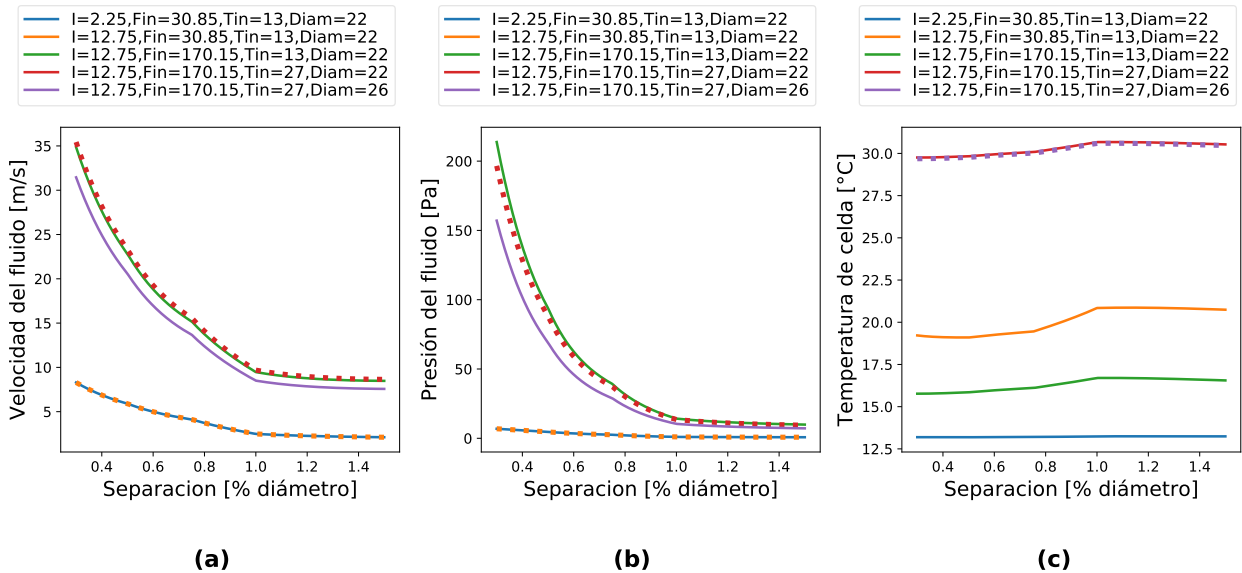 I=2.25,Fin=30.85,Tin=13,Diam=22
I=12.75,Fin=30.85,Tin=13,Diam=22
I=12.75,Fin=170.15,Tin=13,Diam=22
I=12.75,Fin=170.15,Tin=27,Diam=22
I=12.75,Fin=170.15,Tin=27,Diam=26
Velocidad del fluido [m/s]
35
30
25
20
15
10
5
0.4 0.6 0.8 1.0 1.2 1.4
Separacion [% diámetro]
(a)
I=2.25,Fin=30.85,Tin=13,Diam=22
I=12.75,Fin=30.85,Tin=13,Diam=22
I=12.75,Fin=170.15,Tin=13,Diam=22
I=12.75,Fin=170.15,Tin=27,Diam=22
I=12.75,Fin=170.15,Tin=27,Diam=26
Presión del fluido [Pa]
200
150
100
50
0
0.4 0.6 0.8 1.0 1.2 1.4
Separacion [% diámetro]
(b)
I=2.25,Fin=30.85,Tin=13,Diam=22
I=12.75,Fin=30.85,Tin=13,Diam=22
I=12.75,Fin=170.15,Tin=13,Diam=22
I=12.75,Fin=170.15,Tin=27,Diam=22
I=12.75,Fin=170.15,Tin=27,Diam=26
Temperatura de celda [°C]
30.0
27.5
25.0
22.5
20.0
17.5
15.0
12.5
0.4 0.6 0.8 1.0 1.2 1.4
Separacion [% diámetro]
(c)